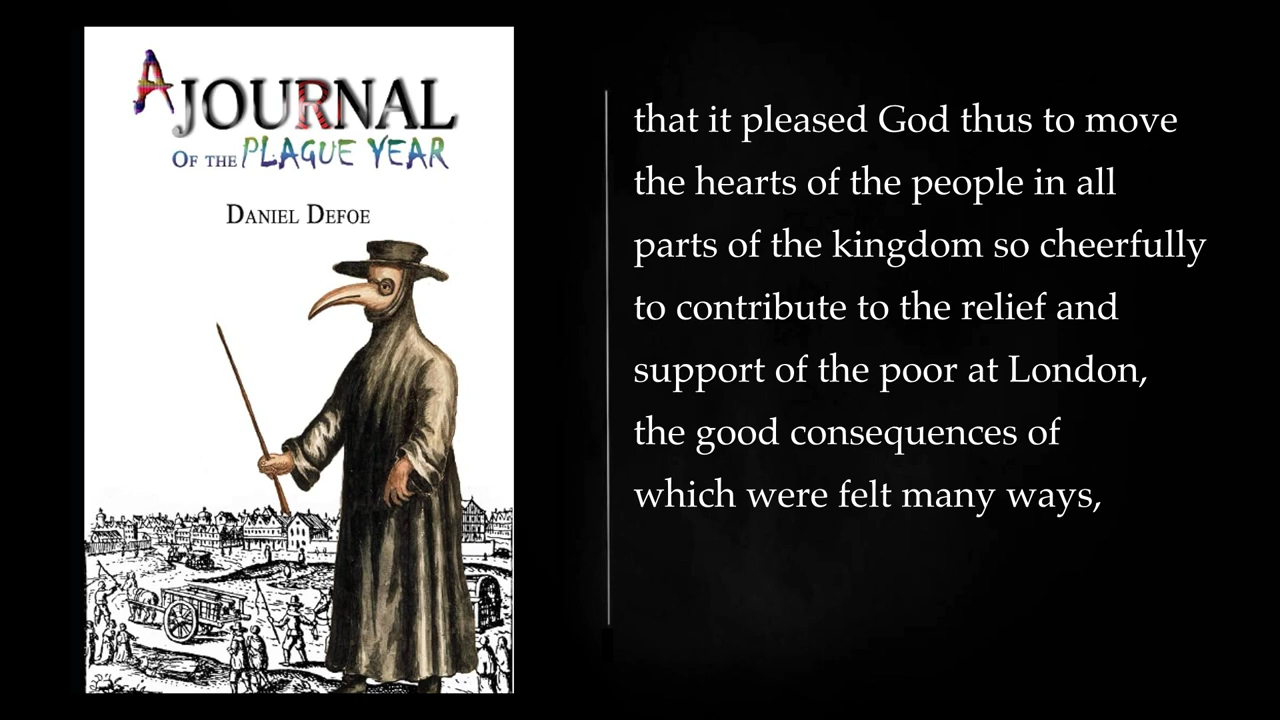 A JOURNAL
OF THE PLAGUE YEAR
DANIEL DEFOE
that it pleased God thus to move
the hearts of the people in all
parts of the kingdom so cheerfully
to contribute to the relief and
support of the poor at London,
the good consequences of
which were felt many ways,